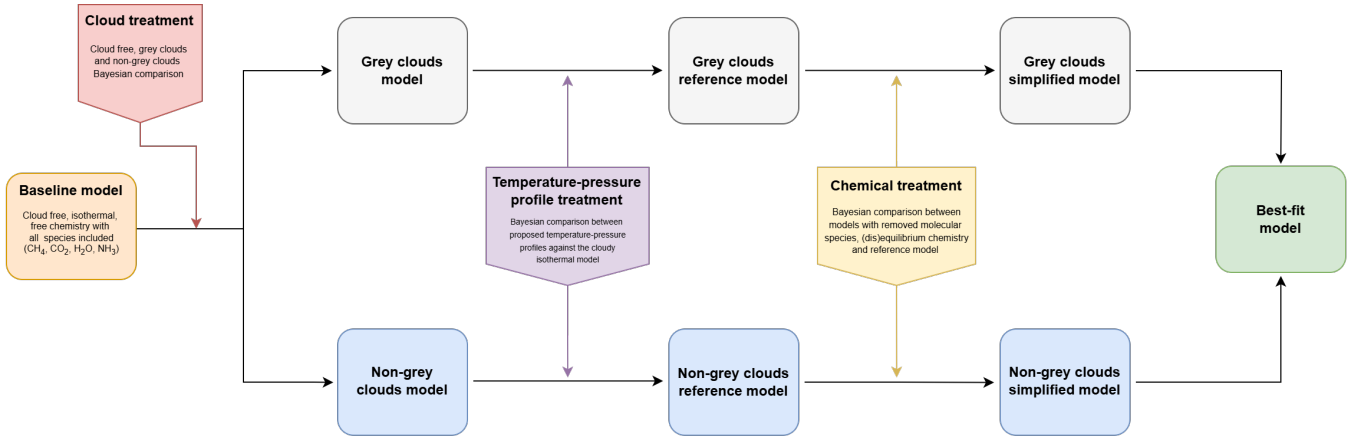 Cloud treatment
Cloud free, grey clouds
and non-grey clouds
Bayesian comparison
Baseline model
Cloud free, isothermal,
free chemistry with
all species included
(CH₄, CO₂, H₂O, NH₃)
Grey clouds
model
Grey clouds
reference model
Grey clouds
simplified model
Temperature-pressure
profile treatment
Bayesian comparison between
proposed temperature-pressure
profiles against the cloudy
isothermal model
Chemical treatment
Bayesian comparison between
models with removed molecular
species, (dis)equilibrium chemistry
and reference model
Best-fit
model
Non-grey
clouds model
Non-grey clouds
reference model
Non-grey clouds
simplified model